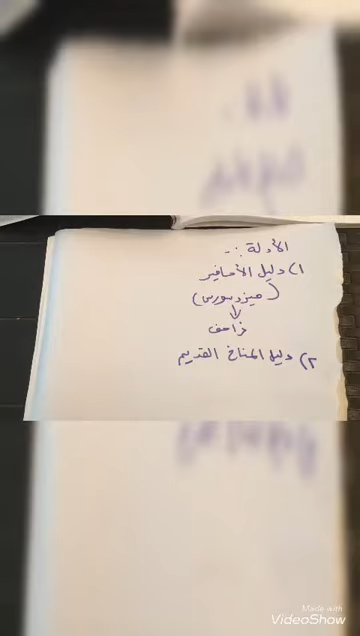 الأدلة :-
١) دليل الأحافير
(ميزوسورس)
زاحف
٢) دليل المناخ القديم
Made with
VideoShow